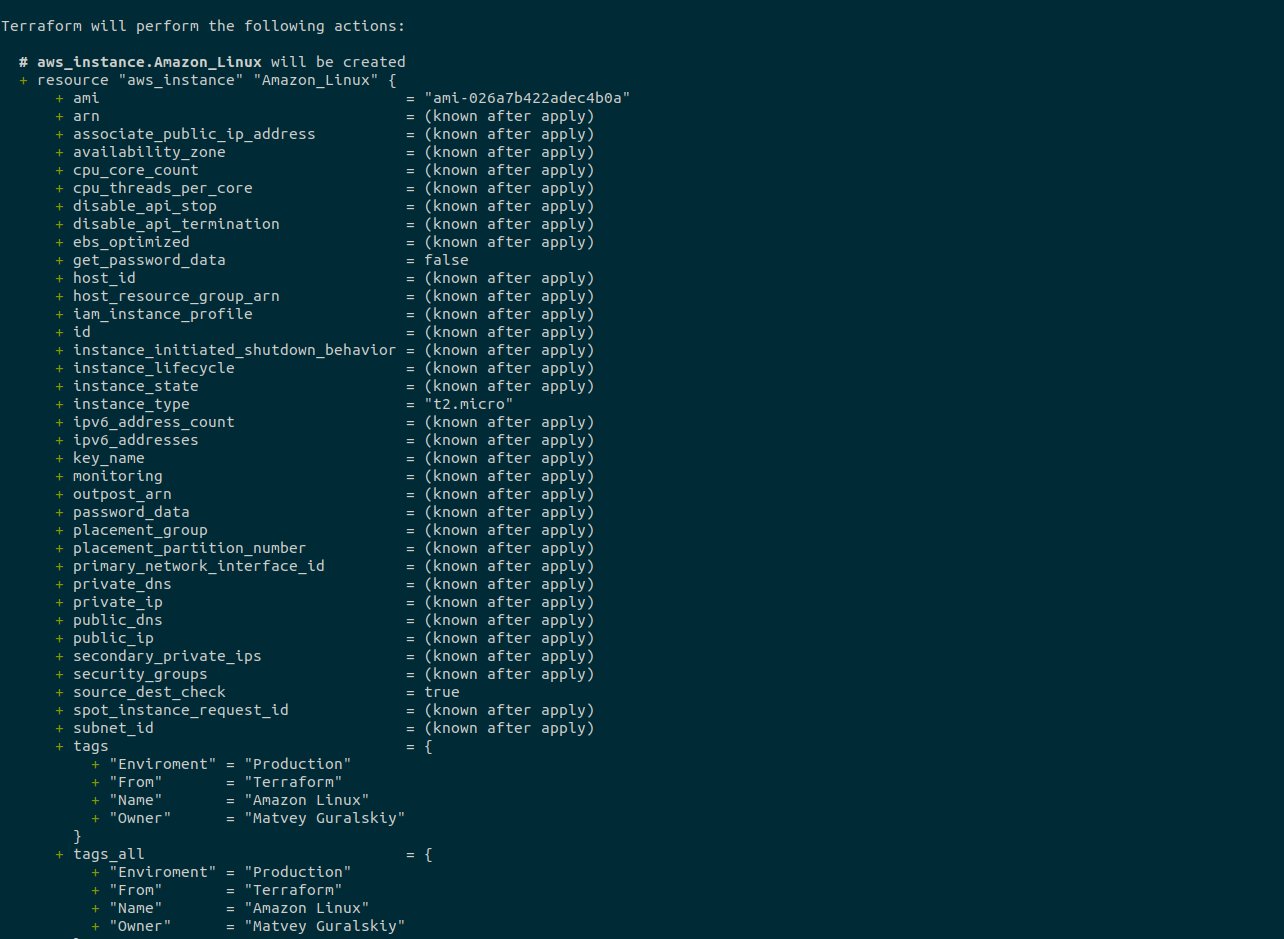 Terraform will perform the following actions:
# aws_instance.Amazon_Linux will be created
+ resource "aws_instance" "Amazon_Linux" {
+ ami = "ami-026a7b422adec4b0a"
+ arn = (known after apply)
+ associate_public_ip_address = (known after apply)
+ availability_zone = (known after apply)
+ cpu_core_count = (known after apply)
+ cpu_threads_per_core = (known after apply)
+ disable_api_stop = (known after apply)
+ disable_api_termination = (known after apply)
+ ebs_optimized = (known after apply)
+ get_password_data = false
+ host_id = (known after apply)
+ host_resource_group_arn = (known after apply)
+ iam_instance_profile = (known after apply)
+ id = (known after apply)
+ instance_initiated_shutdown_behavior = (known after apply)
+ instance_lifecycle = (known after apply)
+ instance_state = (known after apply)
+ instance_type = "t2.micro"
+ ipv6_address_count = (known after apply)
+ ipv6_addresses = (known after apply)
+ key_name = (known after apply)
+ monitoring = (known after apply)
+ outpost_arn = (known after apply)
+ password_data = (known after apply)
+ placement_group = (known after apply)
+ placement_partition_number = (known after apply)
+ primary_network_interface_id = (known after apply)
+ private_dns = (known after apply)
+ private_ip = (known after apply)
+ public_dns = (known after apply)
+ public_ip = (known after apply)
+ secondary_private_ips = (known after apply)
+ security_groups = (known after apply)
+ source_dest_check = true
+ spot_instance_request_id = (known after apply)
+ subnet_id = (known after apply)
+ tags = {
+ "Enviroment" = "Production"
+ "From" = "Terraform"
+ "Name" = "Amazon Linux"
+ "Owner" = "Matvey Guralskiy"
}
+ tags_all = {
+ "Enviroment" = "Production"
+ "From" = "Terraform"
+ "Name" = "Amazon Linux"
+ "Owner" = "Matvey Guralskiy"